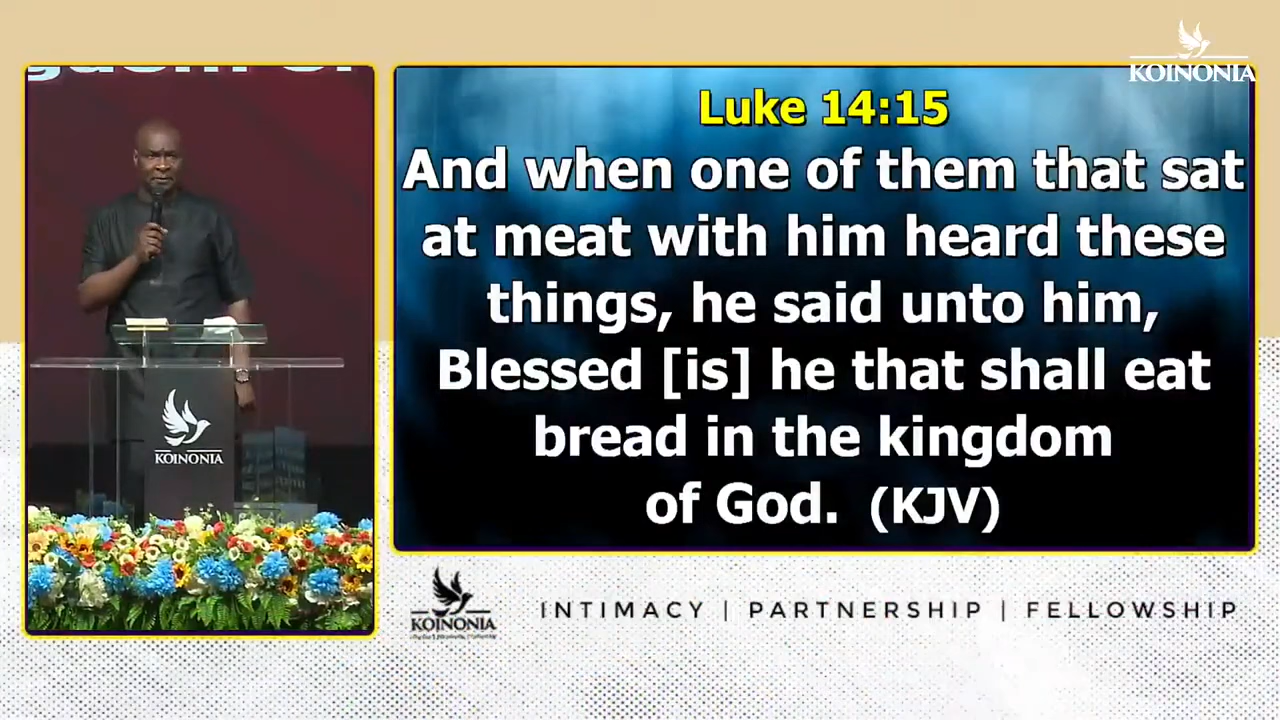 KOINONIA
Luke 14:15
And when one of them that sat
at meat with him heard these
things, he said unto him,
Blessed [is] he that shall eat
bread in the kingdom
of God. (KJV)
KOINONIA
KOINONIA
INTIMACY | PARTNERSHIP | FELLOWSHIP